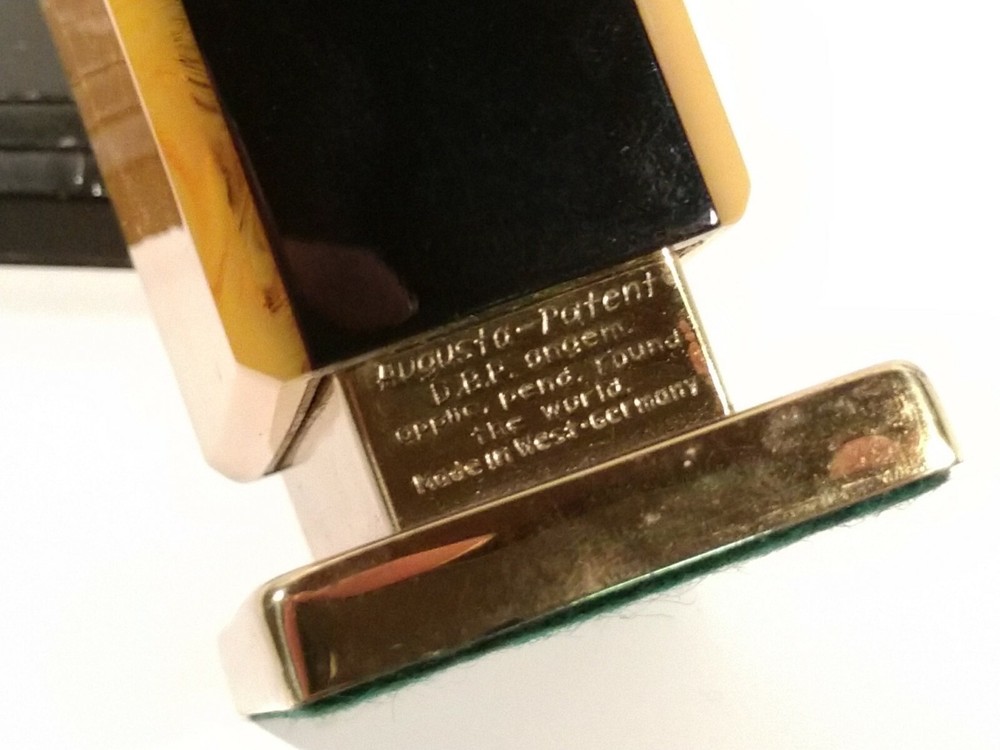 Augusta-Patent
D.B.P. angem.
applic. pend. round
the world.
Made in West-Germany